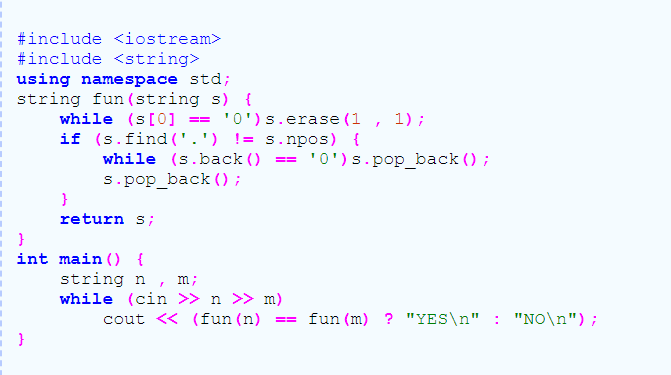 #include <iostream>
#include <string>
using namespace std;
string fun(string s) {
    while (s[0] == '0')s.erase(1 , 1);
    if (s.find('.') != s.npos) {
        while (s.back() == '0')s.pop_back();
        s.pop_back();
    }
    return s;
}
int main() {
    string n , m;
    while (cin >> n >> m)
        cout << (fun(n) == fun(m) ? "YES\n" : "NO\n");
}